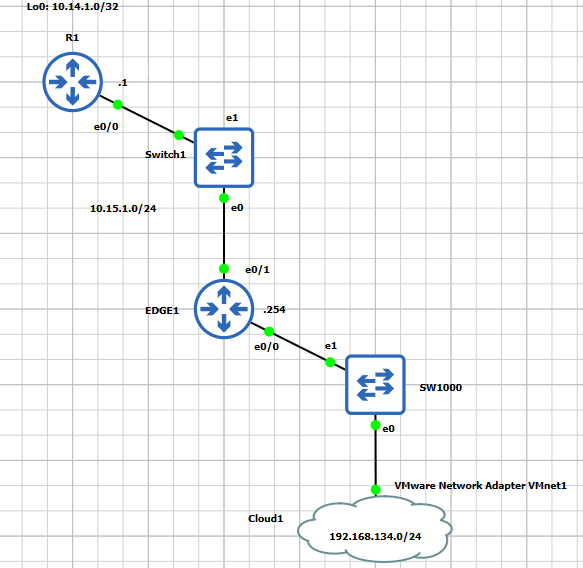 Lo0: 10.14.1.0/32
R1
.1
e0/0
e1
Switch1
10.15.1.0/24
e0
e0/1
EDGE1
.254
e0/0
e1
SW1000
e0
VMware Network Adapter VMnet1
Cloud1
192.168.134.0/24